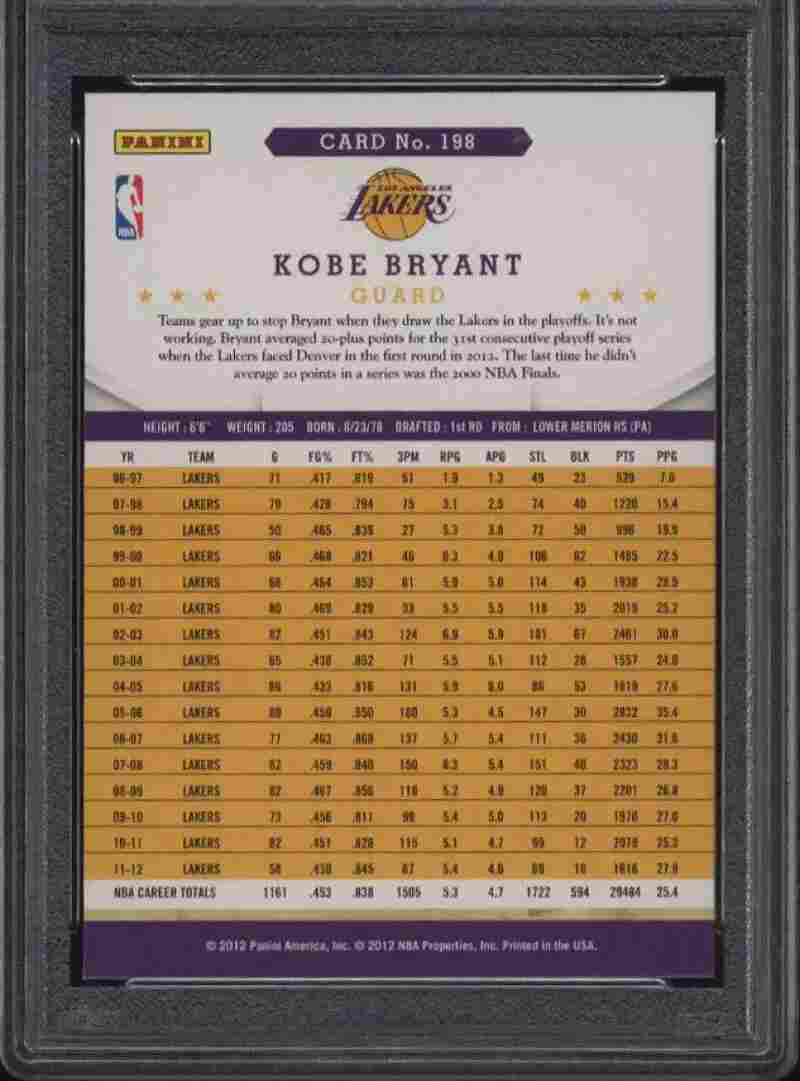 PANINI
CARD No. 198
NBA
LOS ANGELES
LAKERS
KOBE BRYANT
GUARD
Teams gear up to stop Bryant when they draw the Lakers in the playoffs. It's not
working. Bryant averaged 20-plus points for the 31st consecutive playoff series
when the Lakers faced Denver in the first round in 2012. The last time he didn't
average 20 points in a series was the 2000 NBA Finals.
HEIGHT : 6'6" WEIGHT : 205 BORN : 8/23/78 DRAFTED : 1st RD FROM : LOWER MERION HS (PA)
YR TEAM G FG% FT% 3PM RPG APG STL BLK PTS PPG
96-97 LAKERS 71 .417 .819 51 1.9 1.3 49 23 539 7.6
97-98 LAKERS 79 .428 .794 75 3.1 2.5 74 40 1220 15.4
98-99 LAKERS 50 .465 .839 27 5.3 3.8 72 50 996 19.9
99-00 LAKERS 66 .468 .821 46 6.3 4.9 106 62 1485 22.5
00-01 LAKERS 68 .464 .853 61 5.9 5.0 114 43 1938 28.5
01-02 LAKERS 80 .469 .829 33 5.5 5.5 118 35 2019 25.2
02-03 LAKERS 82 .451 .843 124 6.9 5.9 181 67 2461 30.0
03-04 LAKERS 65 .438 .852 71 5.5 5.1 112 28 1557 24.0
04-05 LAKERS 66 .433 .816 131 5.9 6.0 86 53 1819 27.6
05-06 LAKERS 80 .450 .850 180 5.3 4.5 147 30 2832 35.4
06-07 LAKERS 77 .463 .868 137 5.7 5.4 111 36 2430 31.6
07-08 LAKERS 82 .459 .840 150 6.3 5.4 151 40 2323 28.3
08-09 LAKERS 82 .467 .856 118 5.2 4.9 120 37 2201 26.8
09-10 LAKERS 73 .456 .811 99 5.4 5.0 113 20 1970 27.0
10-11 LAKERS 82 .451 .828 115 5.1 4.7 99 12 2078 25.3
11-12 LAKERS 58 .430 .845 87 5.4 4.6 69 18 1616 27.9
NBA CAREER TOTALS 1161 .453 .838 1505 5.3 4.7 1722 594 29484 25.4
© 2012 Panini America, Inc. © 2012 NBA Properties, Inc. Printed in the USA.